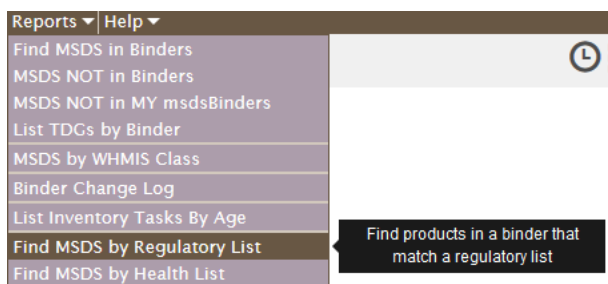 Reports ▼ Help ▼
Find MSDS in Binders
MSDS NOT in Binders
MSDS NOT in MY msdsBinders
List TDGs by Binder
MSDS by WHMIS Class
Binder Change Log
List Inventory Tasks By Age
Find MSDS by Regulatory List
Find products in a binder that
match a regulatory list
Find MSDS by Health List